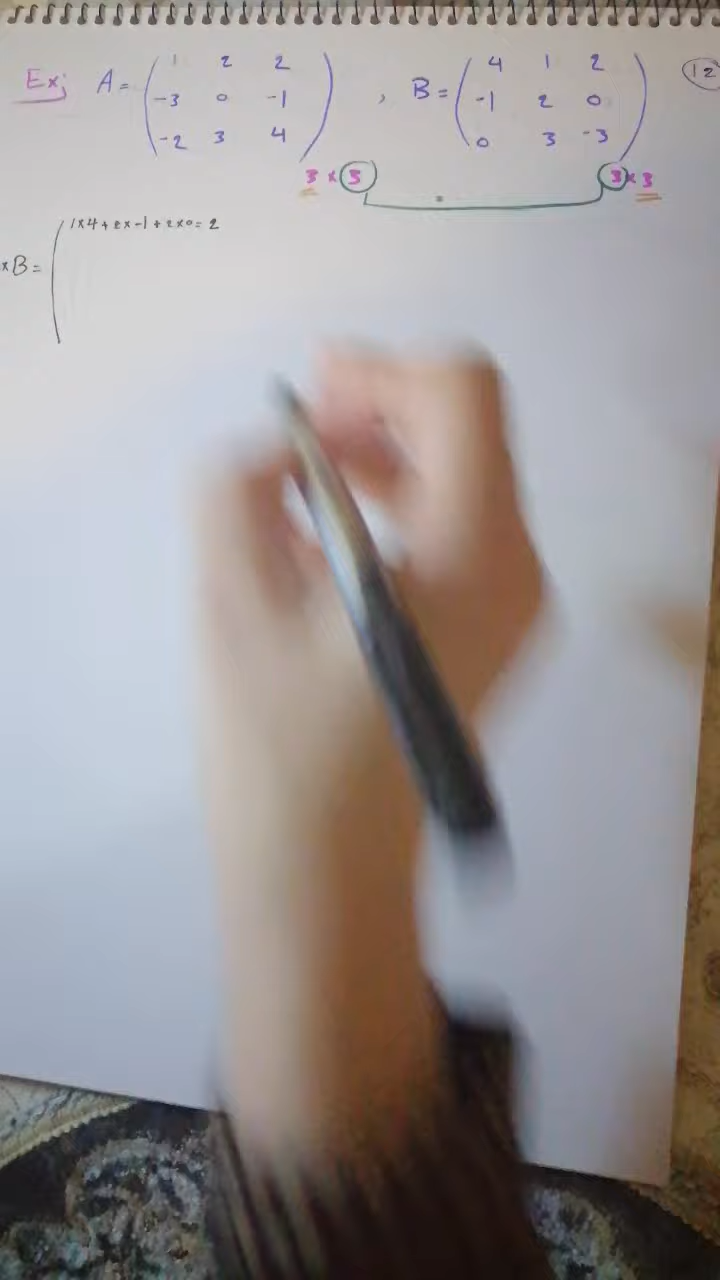 Ex; A = ( 1 2 2 , B = ( 4 1 2 (12
-3 0 -1 -1 2 0
-2 3 4 ) 0 3 -3 )
3 × 3 3 × 3
1×4+2×-1+2×0=2
×B = (